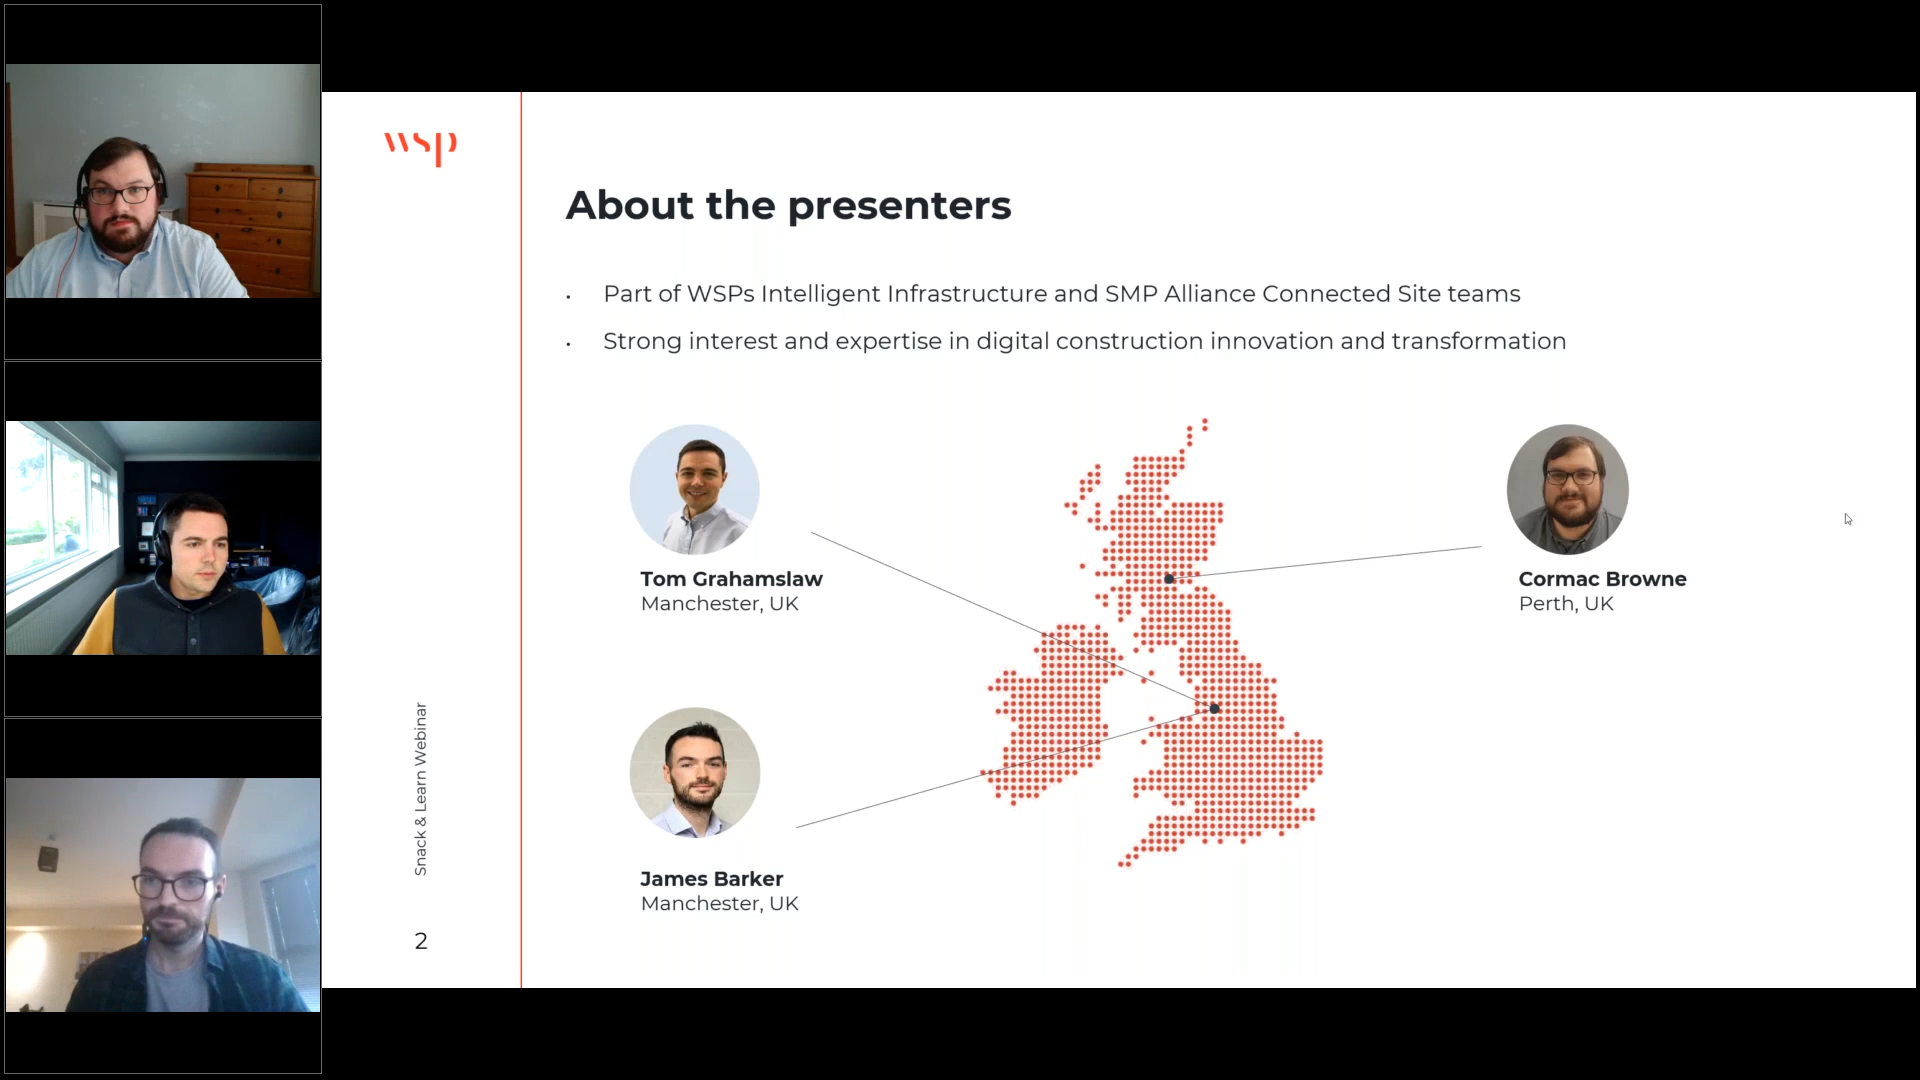 wsp
About the presenters
• Part of WSPs Intelligent Infrastructure and SMP Alliance Connected Site teams
• Strong interest and expertise in digital construction innovation and transformation
Tom Grahamslaw
Manchester, UK
Cormac Browne
Perth, UK
James Barker
Manchester, UK
Snack & Learn Webinar
2